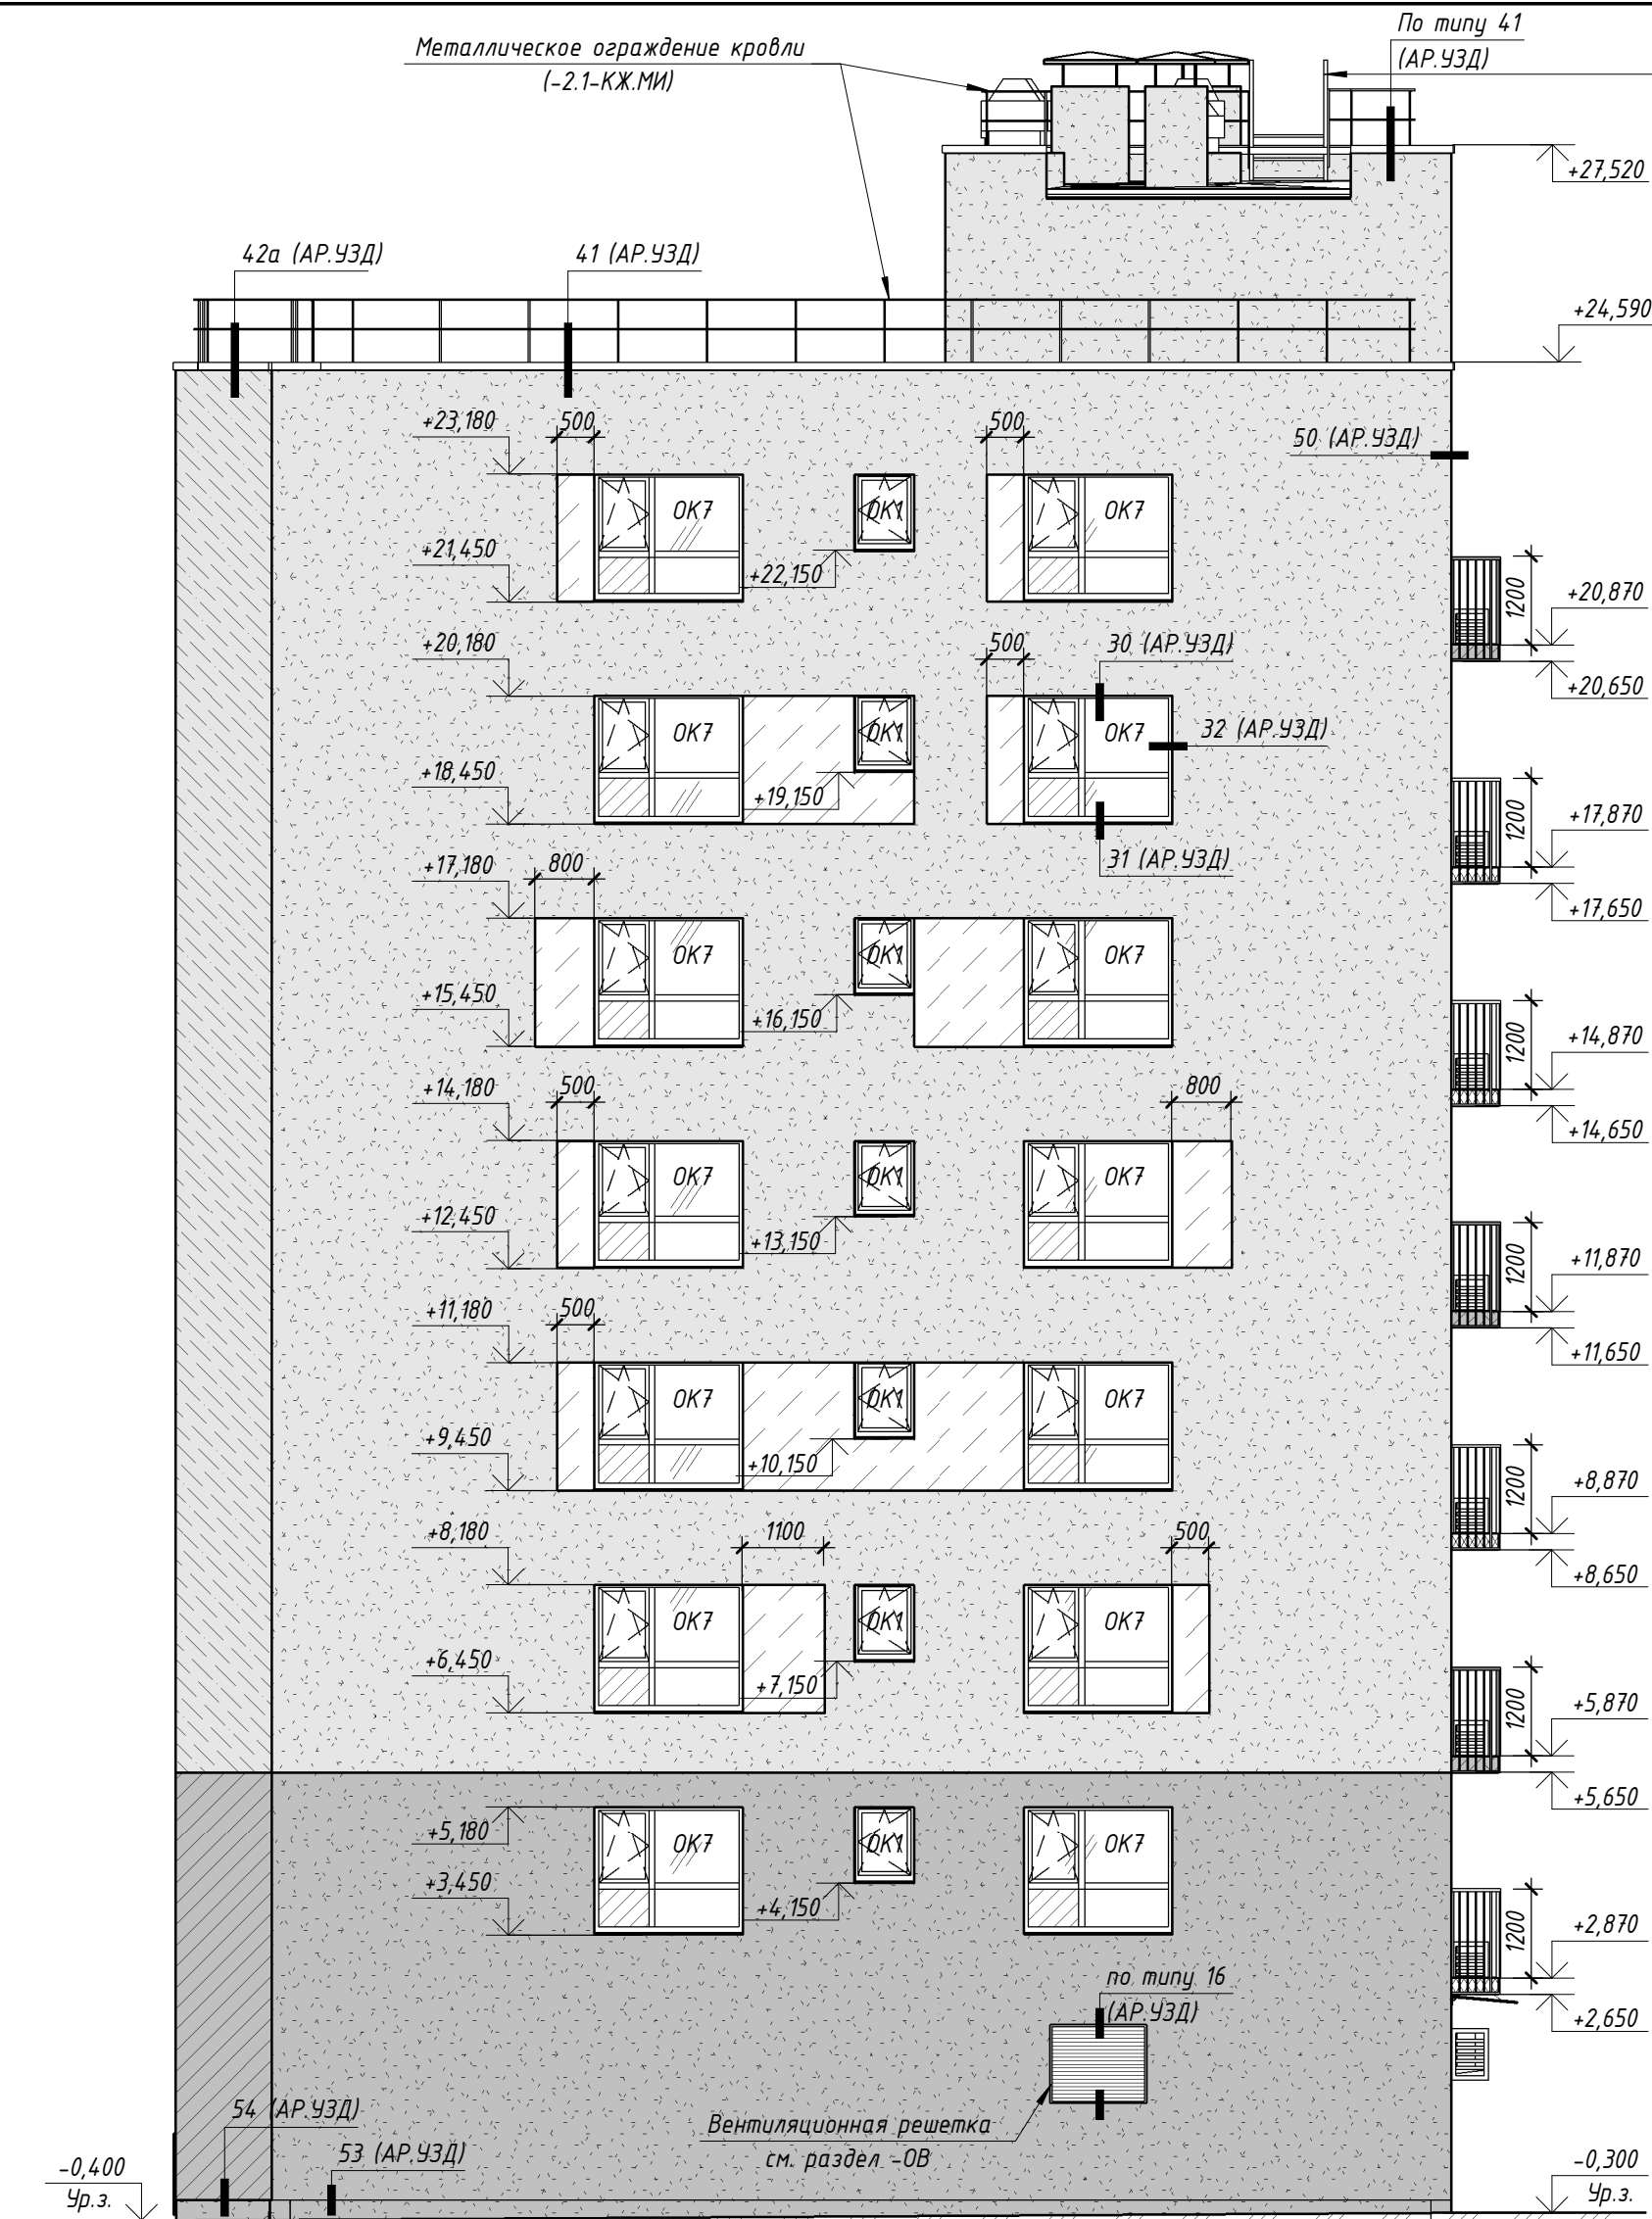 По типу 41
(АР.УЗД)
Металлическое ограждение кровли
(-2.1-КЖ.МИ)
+27,520
42а (АР.УЗД)
41 (АР.УЗД)
+24,590
+23,180
500
500
50 (АР.УЗД)
ОК7
ОК1
ОК7
+21,450
+22,150
1200
+20,870
+20,180
500
30 (АР.УЗД)
+20,650
ОК7
ОК1
ОК7
32 (АР.УЗД)
+18,450
+19,150
1200
+17,870
+17,180
800
31 (АР.УЗД)
+17,650
ОК7
ОК1
ОК7
+15,450
+16,150
1200
+14,870
+14,180
500
800
+14,650
ОК7
ОК1
ОК7
+12,450
+13,150
1200
+11,870
+11,180
500
+11,650
ОК7
ОК1
ОК7
+9,450
+10,150
1200
+8,870
+8,180
1100
500
+8,650
ОК7
ОК1
ОК7
+6,450
+7,150
1200
+5,870
+5,650
+5,180
ОК7
ОК1
ОК7
+3,450
+4,150
1200
+2,870
по типу 16
(АР.УЗД)
+2,650
54 (АР.УЗД)
Вентиляционная решетка
см. раздел -ОВ
53 (АР.УЗД)
-0,400
Ур.з.
-0,300
Ур.з.